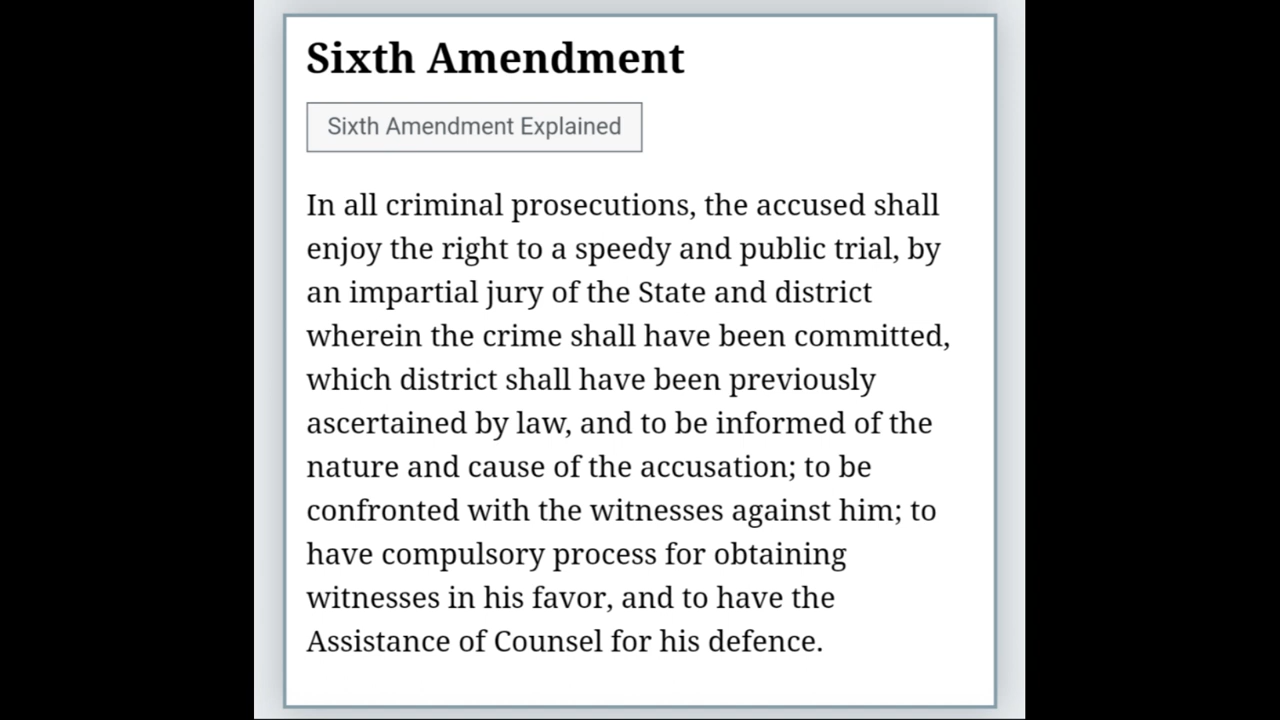 Sixth Amendment
Sixth Amendment Explained
In all criminal prosecutions, the accused shall
enjoy the right to a speedy and public trial, by
an impartial jury of the State and district
wherein the crime shall have been committed,
which district shall have been previously
ascertained by law, and to be informed of the
nature and cause of the accusation; to be
confronted with the witnesses against him; to
have compulsory process for obtaining
witnesses in his favor, and to have the
Assistance of Counsel for his defence.